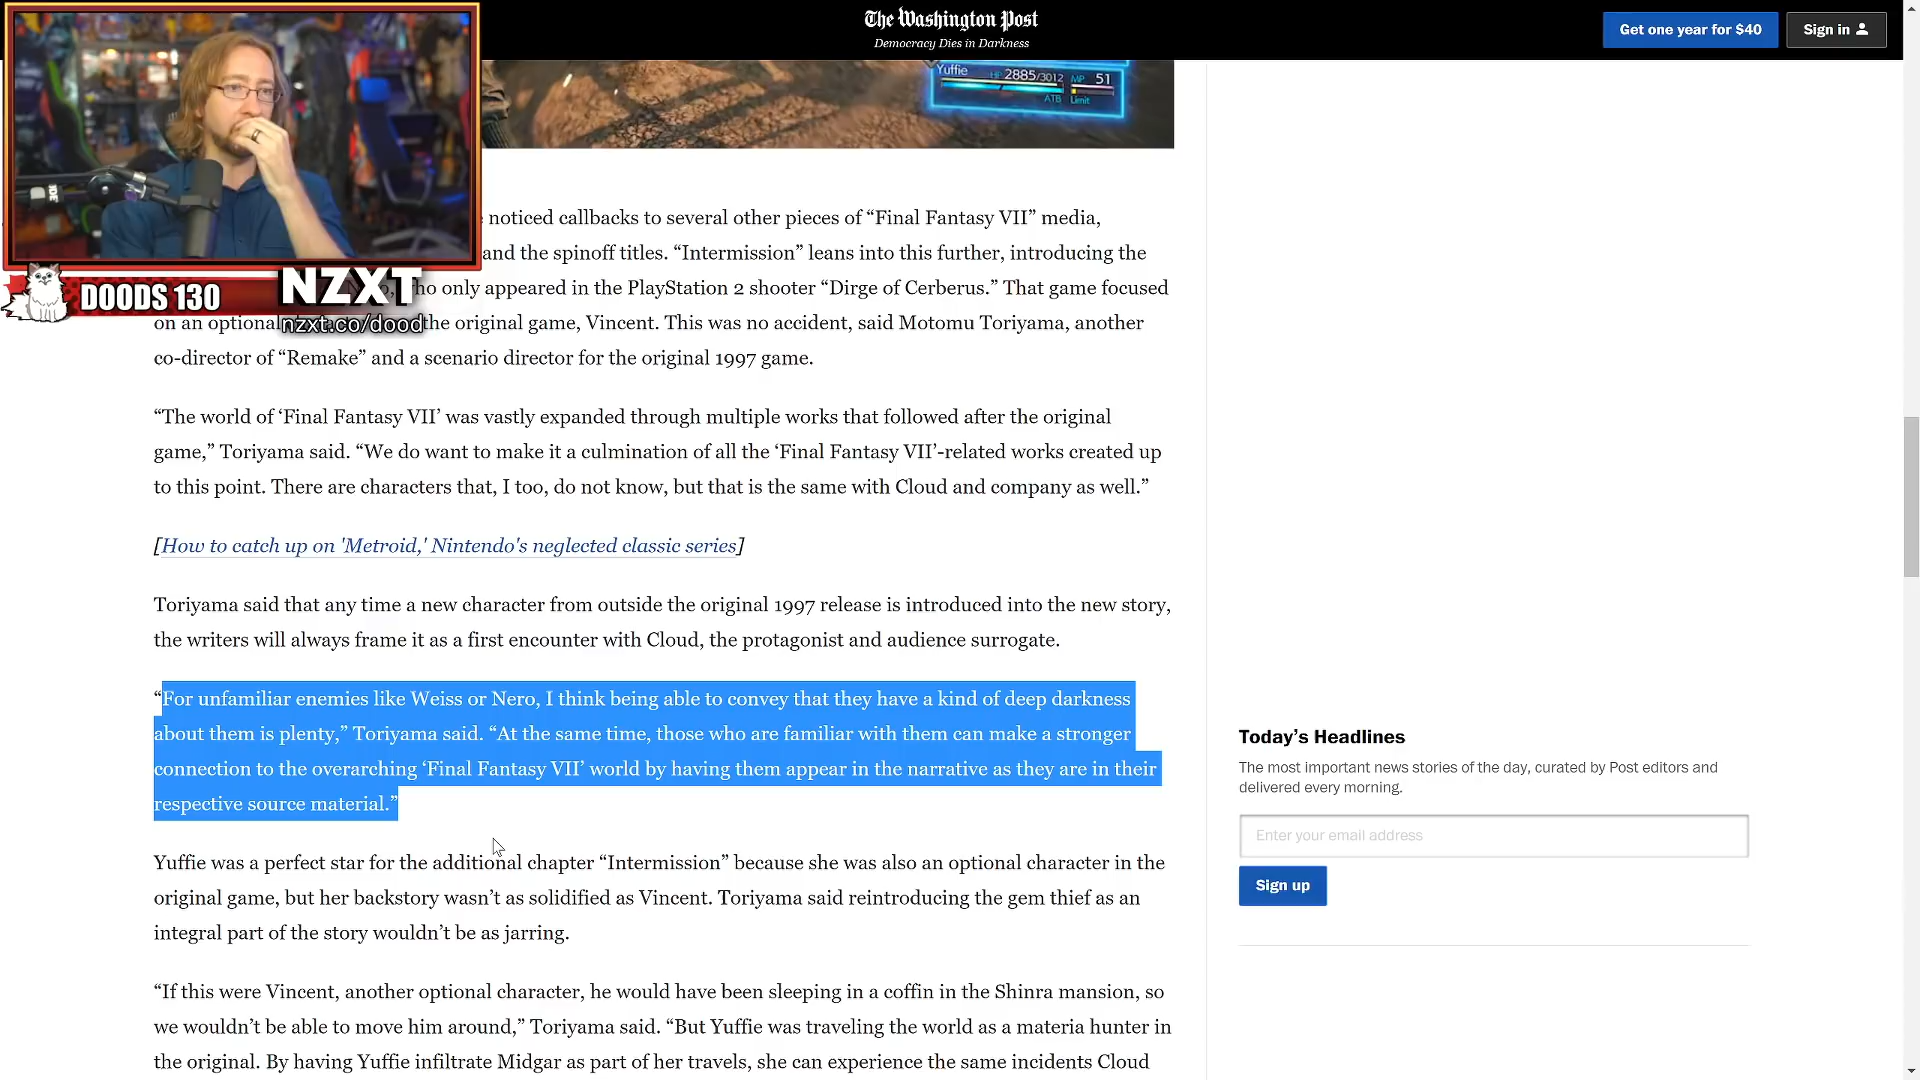 The Washington Post
Democracy Dies in Darkness
Get one year for $40
Sign in
Yuffie HP 2885/3012 MP 51
ATB Limit
DOODS 130
NZXT
nzxt.co/dood
noticed callbacks to several other pieces of “Final Fantasy VII” media,
and the spinoff titles. “Intermission” leans into this further, introducing the
who only appeared in the PlayStation 2 shooter “Dirge of Cerberus.” That game focused
on an optional the original game, Vincent. This was no accident, said Motomu Toriyama, another
co-director of “Remake” and a scenario director for the original 1997 game.
“The world of ‘Final Fantasy VII’ was vastly expanded through multiple works that followed after the original
game,” Toriyama said. “We do want to make it a culmination of all the ‘Final Fantasy VII’-related works created up
to this point. There are characters that, I too, do not know, but that is the same with Cloud and company as well.”
[How to catch up on 'Metroid,' Nintendo's neglected classic series]
Toriyama said that any time a new character from outside the original 1997 release is introduced into the new story,
the writers will always frame it as a first encounter with Cloud, the protagonist and audience surrogate.
“For unfamiliar enemies like Weiss or Nero, I think being able to convey that they have a kind of deep darkness
about them is plenty,” Toriyama said. “At the same time, those who are familiar with them can make a stronger
connection to the overarching ‘Final Fantasy VII’ world by having them appear in the narrative as they are in their
respective source material.”
Yuffie was a perfect star for the additional chapter “Intermission” because she was also an optional character in the
original game, but her backstory wasn’t as solidified as Vincent. Toriyama said reintroducing the gem thief as an
integral part of the story wouldn’t be as jarring.
“If this were Vincent, another optional character, he would have been sleeping in a coffin in the Shinra mansion, so
we wouldn’t be able to move him around,” Toriyama said. “But Yuffie was traveling the world as a materia hunter in
the original. By having Yuffie infiltrate Midgar as part of her travels, she can experience the same incidents Cloud
Today’s Headlines
The most important news stories of the day, curated by Post editors and
delivered every morning.
Enter your email address
Sign up